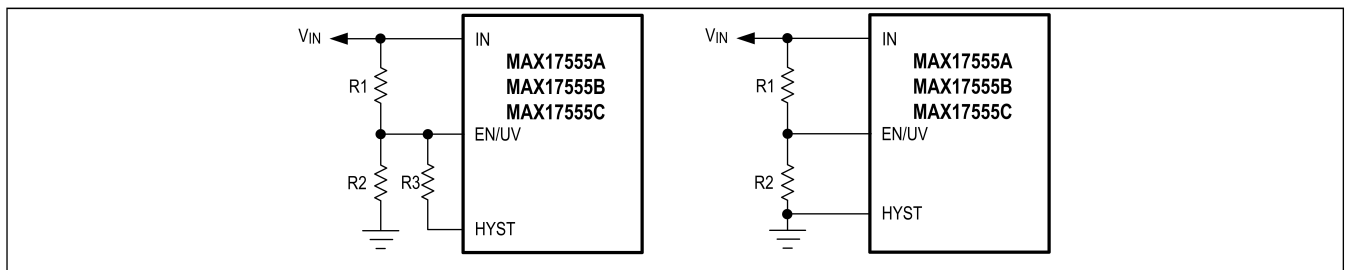 VIN
IN
MAX17555A
MAX17555B
MAX17555C
R1
EN/UV
R2
R3
HYST
VIN
IN
MAX17555A
MAX17555B
MAX17555C
R1
EN/UV
R2
HYST